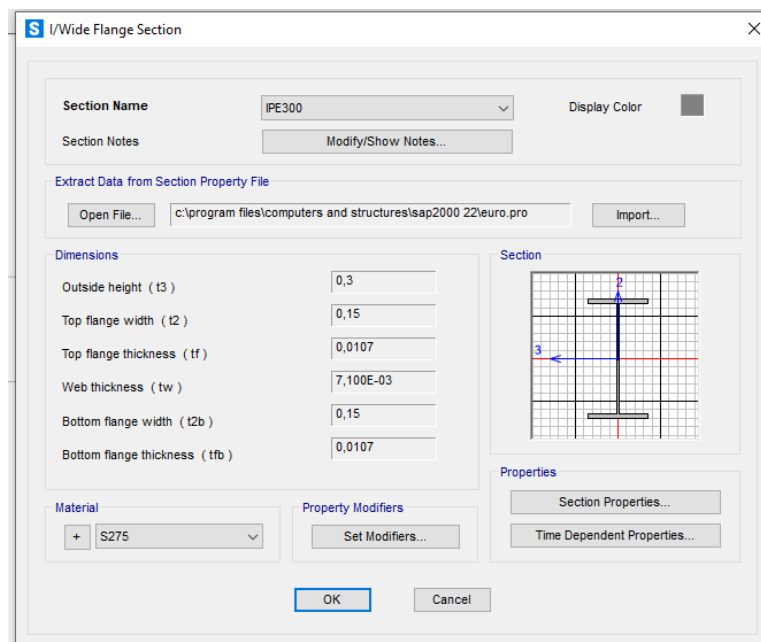 S I/Wide Flange Section
Section Name IPE300 Display Color
Section Notes Modify/Show Notes...
Extract Data from Section Property File
Open File... c:\program files\computers and structures\sap2000 22\euro.pro Import...
Dimensions Section
Outside height ( t3 ) 0,3
Top flange width ( t2 ) 0,15
Top flange thickness ( tf ) 0,0107
Web thickness ( tw ) 7,100E-03
Bottom flange width ( t2b ) 0,15
Bottom flange thickness ( tfb ) 0,0107
2
3
Properties
Section Properties...
Time Dependent Properties...
Material Property Modifiers
+ S275 Set Modifiers...
OK Cancel